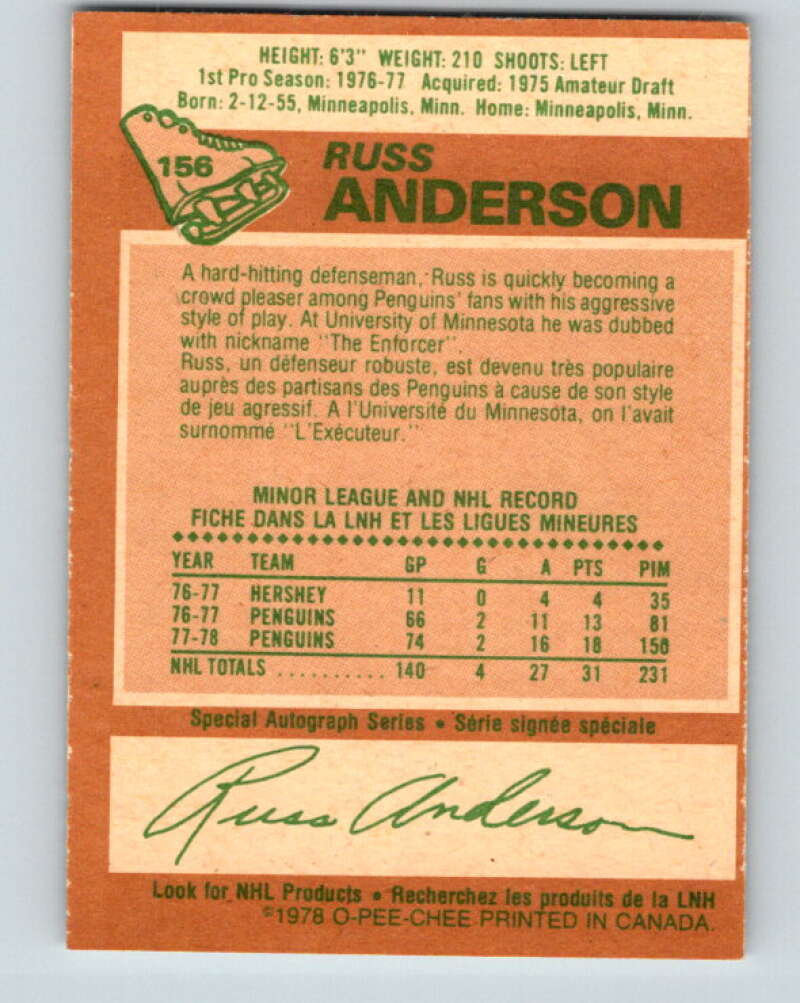 HEIGHT: 6'3" WEIGHT: 210 SHOOTS: LEFT
1st Pro Season: 1976-77 Acquired: 1975 Amateur Draft
Born: 2-12-55, Minneapolis, Minn. Home: Minneapolis, Minn.
156
RUSS
ANDERSON
A hard-hitting defenseman, Russ is quickly becoming a
crowd pleaser among Penguins' fans with his aggressive
style of play. At University of Minnesota he was dubbed
with nickname "The Enforcer".
Russ, un défenseur robuste, est devenu très populaire
auprès des partisans des Penguins à cause de son style
de jeu agressif. A l'Université du Minnesota, on l'avait
surnommé "L'Exécuteur."
MINOR LEAGUE AND NHL RECORD
FICHE DANS LA LNH ET LES LIGUES MINEURES
YEAR TEAM GP G A PTS PIM
76-77 HERSHEY 11 0 4 4 35
76-77 PENGUINS 66 2 11 13 81
77-78 PENGUINS 74 2 16 18 150
NHL TOTALS .......... 140 4 27 31 231
Special Autograph Series • Série signée spéciale
Russ Anderson
Look for NHL Products • Recherchez les produits de la LNH
©1978 O-PEE-CHEE PRINTED IN CANADA.